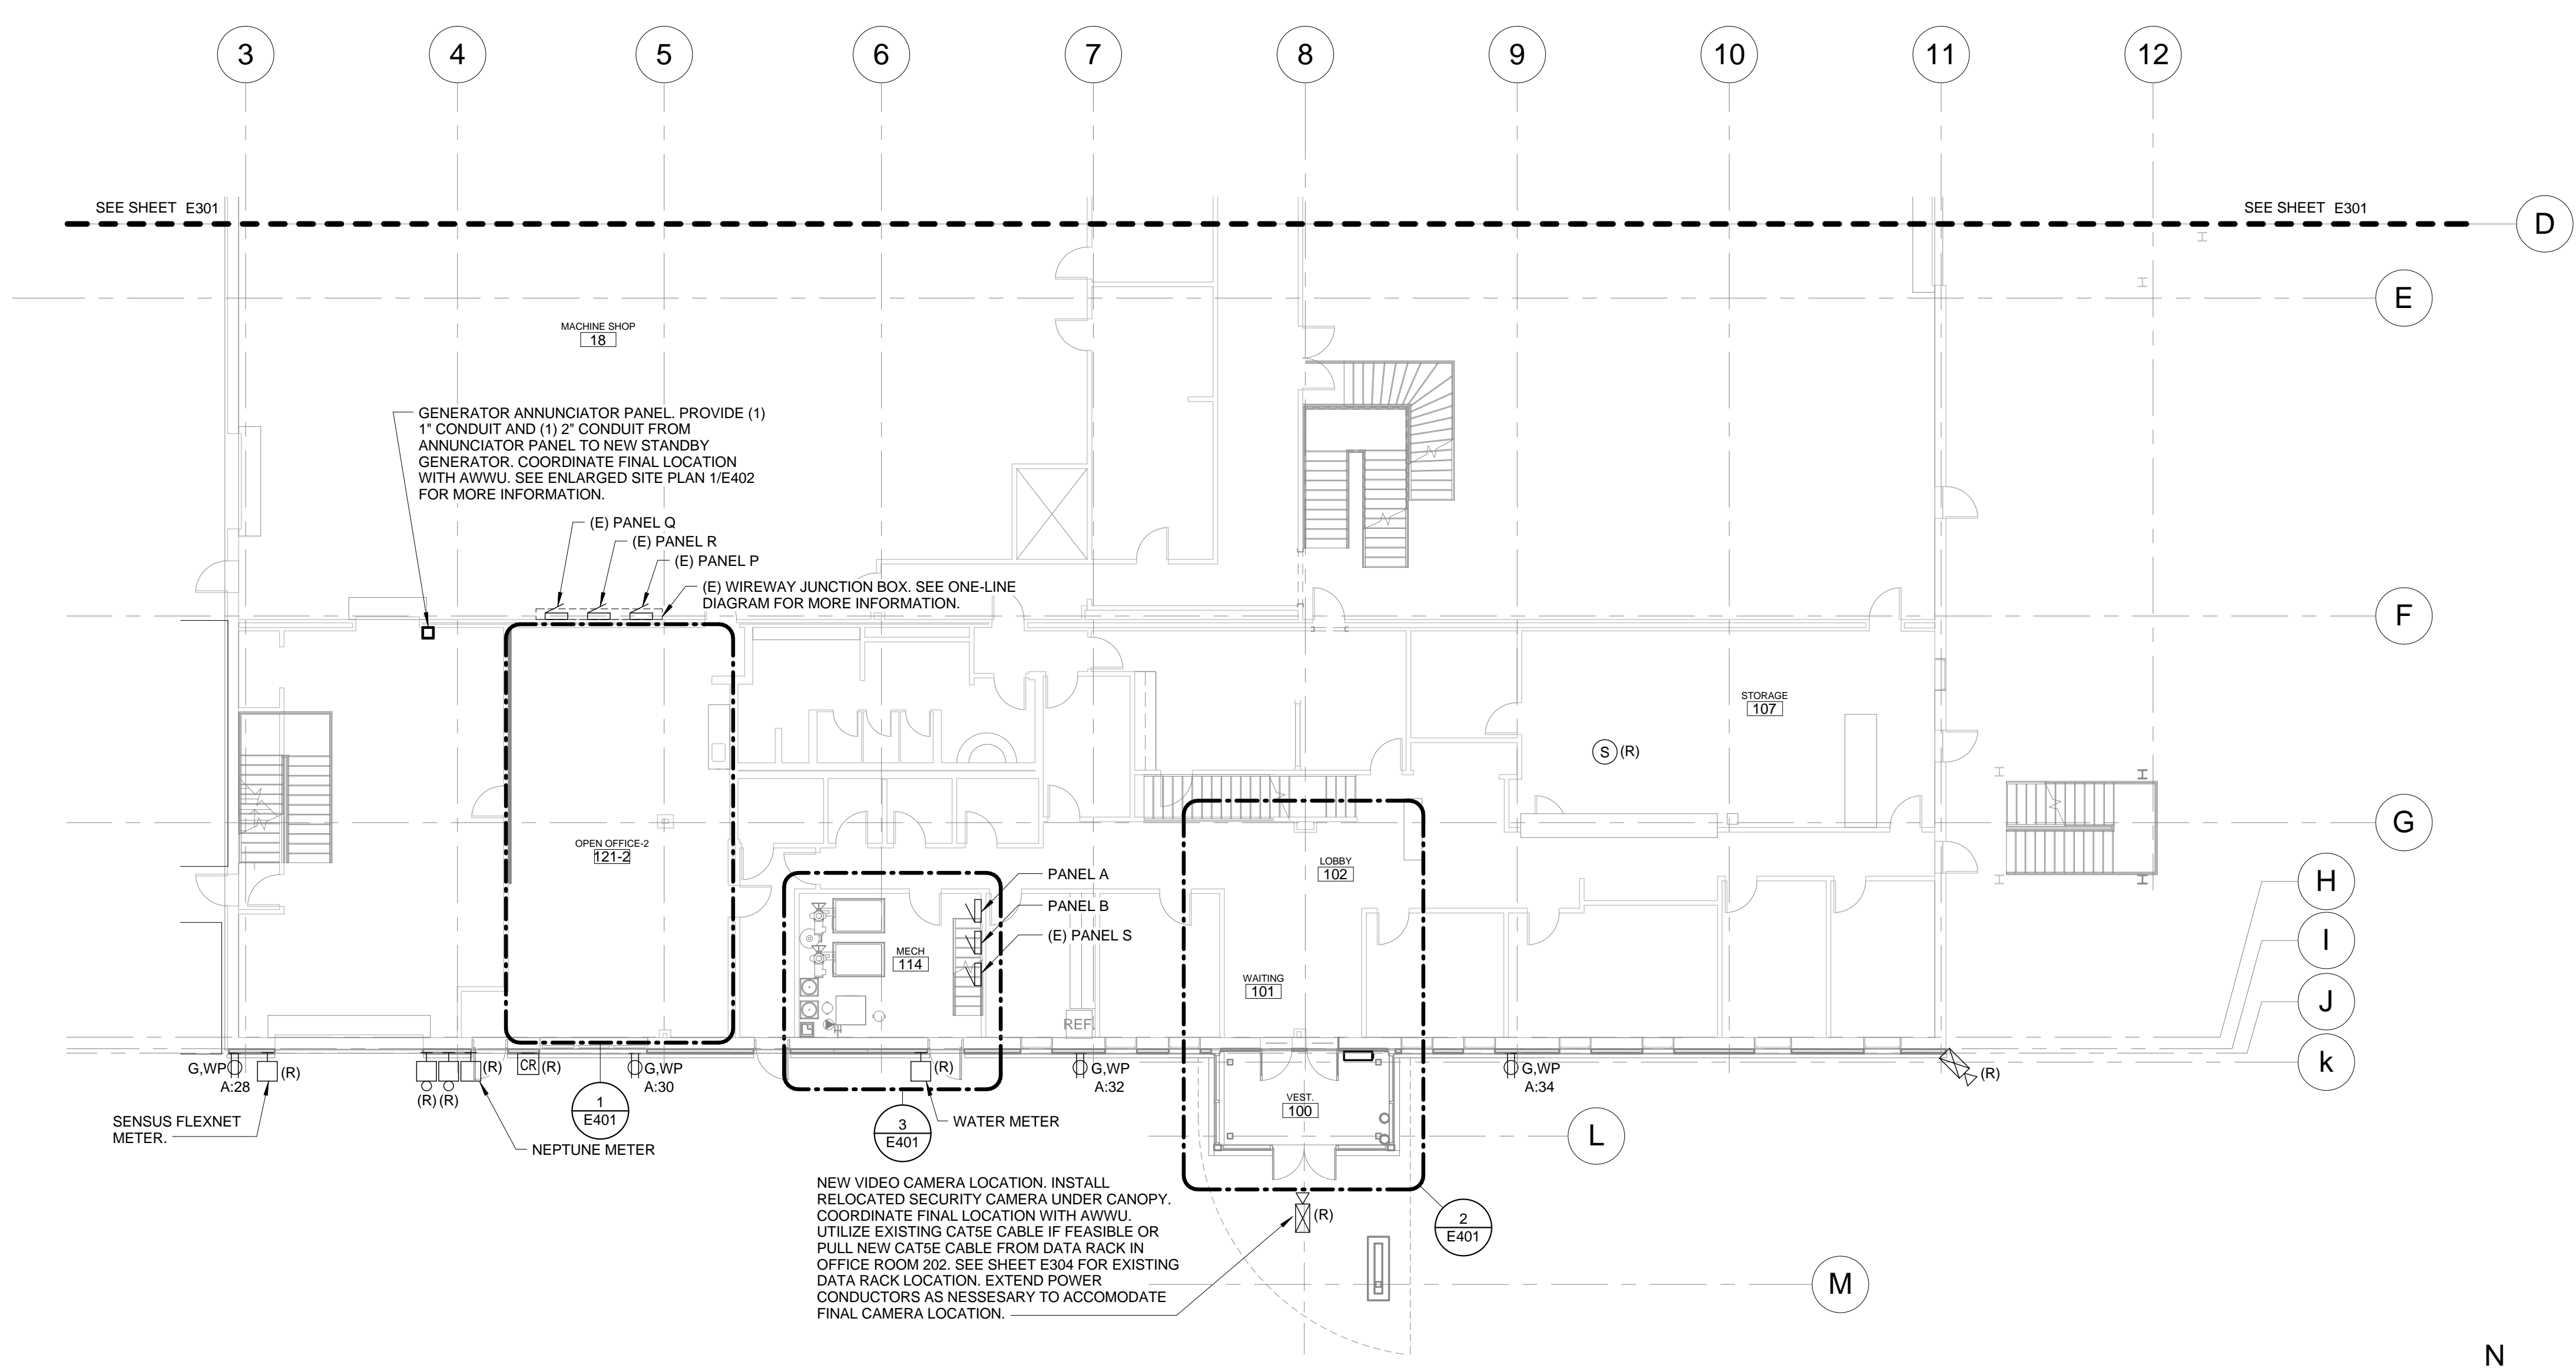 3
4
5
6
7
8
9
10
11
12
SEE SHEET E301
SEE SHEET E301
D
E
MACHINE SHOP
18
GENERATOR ANNUNCIATOR PANEL. PROVIDE (1)
1" CONDUIT AND (1) 2" CONDUIT FROM
ANNUNCIATOR PANEL TO NEW STANDBY
GENERATOR. COORDINATE FINAL LOCATION
WITH AWWU. SEE ENLARGED SITE PLAN 1/E402
FOR MORE INFORMATION.
(E) PANEL Q
(E) PANEL R
(E) PANEL P
(E) WIREWAY JUNCTION BOX. SEE ONE-LINE
DIAGRAM FOR MORE INFORMATION.
F
STORAGE
107
S (R)
G
OPEN OFFICE-2
121-2
LOBBY
102
PANEL A
PANEL B
(E) PANEL S
H
I
J
k
MECH
114
WAITING
101
REF.
G,WP
A:28
(R)
(R)
(R) (R)
CR (R)
G,WP
A:30
(R)
G,WP
A:32
G,WP
A:34
(R)
SENSUS FLEXNET
METER.
NEPTUNE METER
1
E401
3
E401
WATER METER
VEST.
100
L
NEW VIDEO CAMERA LOCATION. INSTALL
RELOCATED SECURITY CAMERA UNDER CANOPY.
COORDINATE FINAL LOCATION WITH AWWU.
UTILIZE EXISTING CAT5E CABLE IF FEASIBLE OR
PULL NEW CAT5E CABLE FROM DATA RACK IN
OFFICE ROOM 202. SEE SHEET E304 FOR EXISTING
DATA RACK LOCATION. EXTEND POWER
CONDUCTORS AS NESSESARY TO ACCOMODATE
FINAL CAMERA LOCATION.
(R)
2
E401
M
N